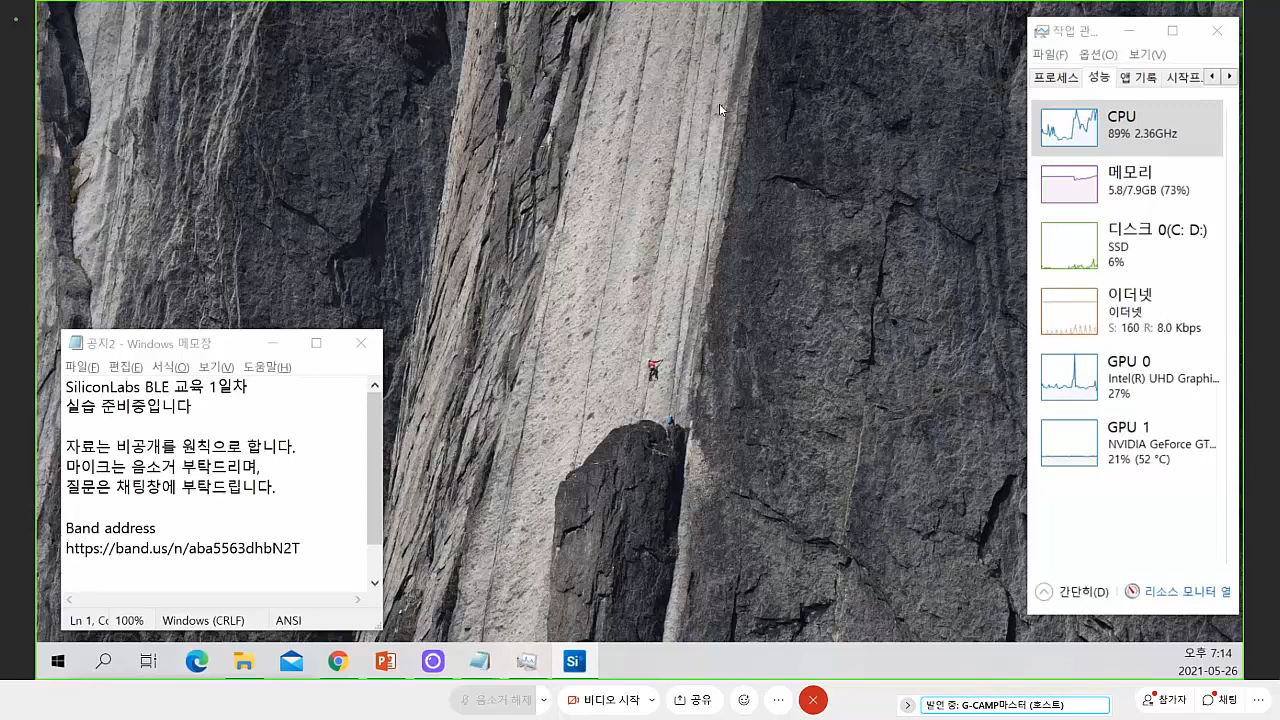 작업 관...
파일(F) 옵션(O) 보기(V)
프로세스 성능 앱 기록 시작프.
CPU
89% 2.36GHz
메모리
5.8/7.9GB (73%)
디스크 0(C: D:)
SSD
6%
이더넷
이더넷
S: 160 R: 8.0 Kbps
GPU 0
Intel(R) UHD Graphi...
27%
GPU 1
NVIDIA GeForce GT...
21% (52 °C)
간단히(D) 리소스 모니터 열
공지2 - Windows 메모장
파일(F) 편집(E) 서식(O) 보기(V) 도움말(H)
SiliconLabs BLE 교육 1일차
실습 준비중입니다
자료는 비공개를 원칙으로 합니다.
마이크는 음소거 부탁드리며,
질문은 채팅창에 부탁드립니다.
Band address
https://band.us/n/aba5563dhbN2T
Ln 1, Cc 100% Windows (CRLF) ANSI
Si
오후 7:14
2021-05-26
음소거 해제 비디오 시작 공유 발언 중: G-CAMP마스터 (호스트) 참가자 채팅